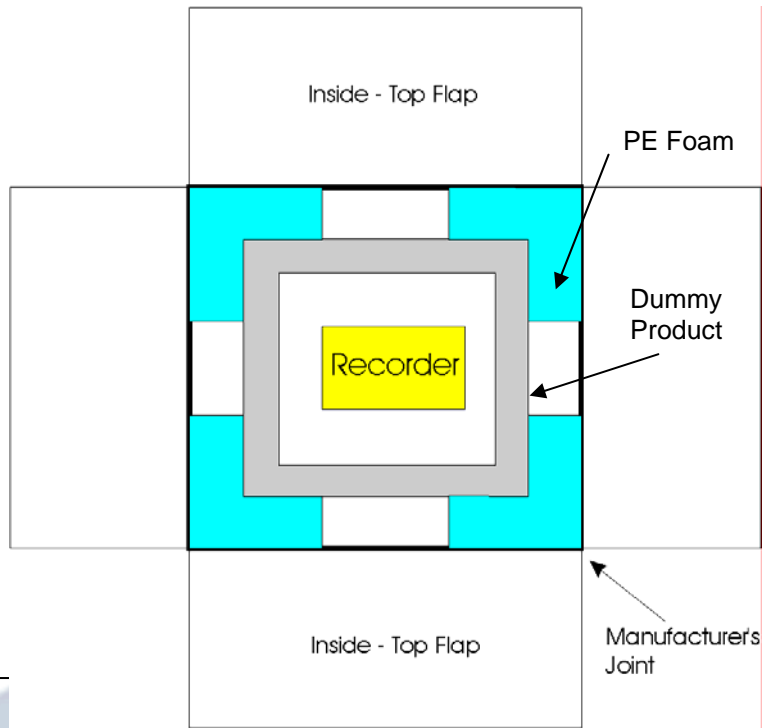 Inside - Top Flap
PE Foam
Dummy
Product
Recorder
Inside - Top Flap
Manufacturer's
Joint